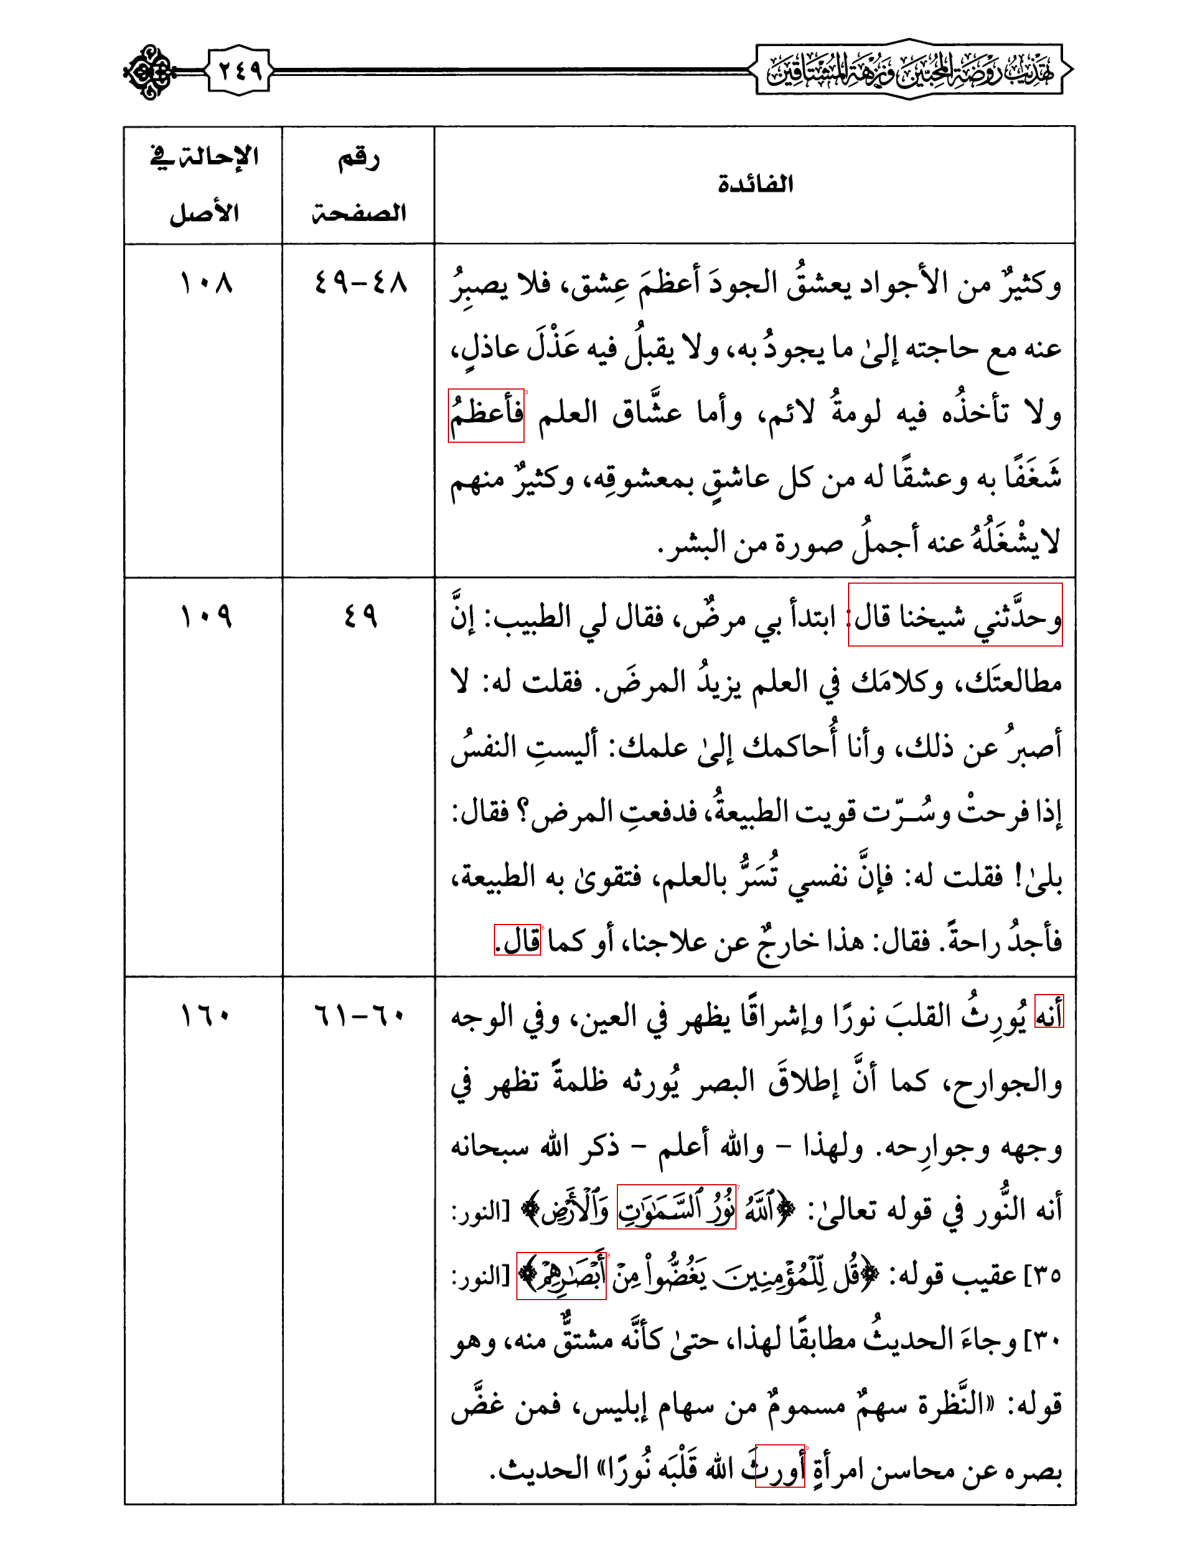 تهذيب روضة المحبين ونزهة المشتاقين
٢٤٩
الفائدة
رقم الصفحة
الإحالة في الأصل
وكثيرٌ من الأجواد يعشقُ الجودَ أعظمَ عِشق، فلا يصبِرُ
عنه مع حاجته إلىٰ ما يجودُ به، ولا يقبلُ فيه عَذْلَ عاذلٍ،
ولا تأخذُه فيه لومةُ لائم، وأما عشَّاق العلم فأعظمُ
شَغَفًا به وعشقًا له من كل عاشقٍ بمعشوقِه، وكثيرٌ منهم
لايشْغَلُهُ عنه أجملُ صورة من البشر.
٤٨-٤٩
١٠٨
وحدَّثني شيخنا قال: ابتدأ بي مرضٌ، فقال لي الطبيب: إنَّ
مطالعتَك، وكلامَك في العلم يزيدُ المرضَ. فقلت له: لا
أصبرُ عن ذلك، وأنا أُحاكمك إلىٰ علمك: أليستِ النفسُ
إذا فرحتْ وسُـرّت قويت الطبيعةُ، فدفعتِ المرض؟ فقال:
بلىٰ! فقلت له: فإنَّ نفسي تُسَرُّ بالعلم، فتقوىٰ به الطبيعة،
فأجدُ راحةً. فقال: هذا خارجٌ عن علاجنا، أو كما قال.
٤٩
١٠٩
أنه يُورِثُ القلبَ نورًا وإشراقًا يظهر في العين، وفي الوجه
والجوارح، كما أنَّ إطلاقَ البصر يُورثه ظلمةً تظهر في
وجهه وجوارِحه. ولهذا - والله أعلم - ذكر الله سبحانه
أنه النُّور في قوله تعالىٰ: ﴿ٱللَّهُ نُورُ ٱلسَّمَٰوَٰتِ وَٱلْأَرْضِ﴾ [النور:
٣٥] عقيب قوله: ﴿قُل لِّلْمُؤْمِنِينَ يَغُضُّوا۟ مِنْ أَبْصَٰرِهِمْ﴾ [النور:
٣٠] وجاءَ الحديثُ مطابقًا لهذا، حتىٰ كأنَّه مشتقٌّ منه، وهو
قوله: «النَّظرة سهمٌ مسمومٌ من سهام إبليس، فمن غضَّ
بصره عن محاسن امرأةٍ أورثَ الله قَلْبَه نُورًا» الحديث.
٦٠-٦١
١٦٠